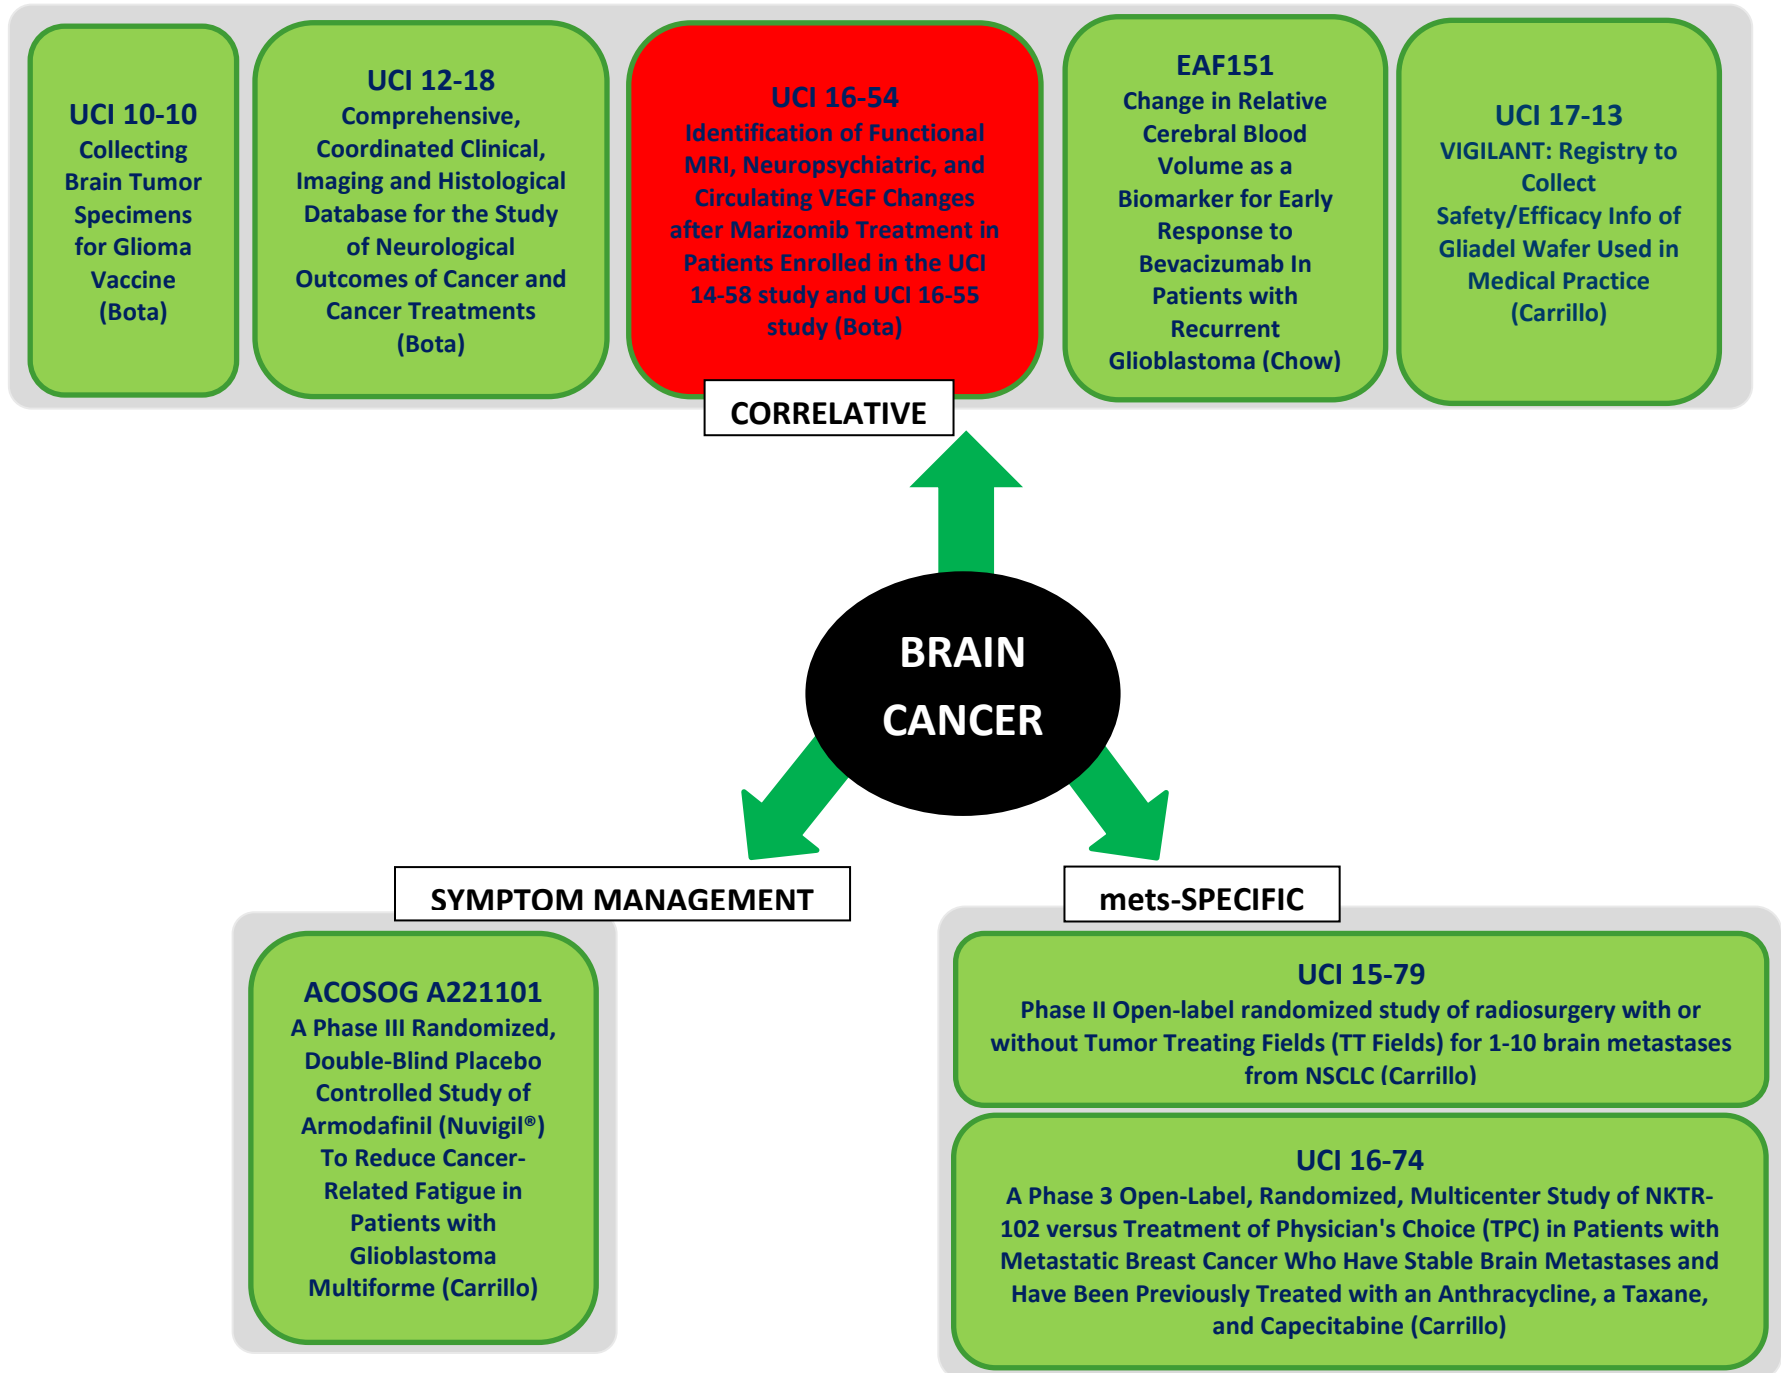 UCI 10-10
Collecting
Brain Tumor
Specimens
for Glioma
Vaccine
(Bota)
UCI 12-18
Comprehensive,
Coordinated Clinical,
Imaging and Histological
Database for the Study
of Neurological
Outcomes of Cancer and
Cancer Treatments
(Bota)
UCI 16-54
Identification of Functional
MRI, Neuropsychiatric, and
Circulating VEGF Changes
after Marizomib Treatment in
Patients Enrolled in the UCI
14-58 study and UCI 16-55
study (Bota)
EAF151
Change in Relative
Cerebral Blood
Volume as a
Biomarker for Early
Response to
Bevacizumab In
Patients with
Recurrent
Glioblastoma (Chow)
UCI 17-13
VIGILANT: Registry to
Collect
Safety/Efficacy Info of
Gliadel Wafer Used in
Medical Practice
(Carrillo)
CORRELATIVE
BRAIN
CANCER
SYMPTOM MANAGEMENT
ACOSOG A221101
A Phase III Randomized,
Double-Blind Placebo
Controlled Study of
Armodafinil (Nuvigil®)
To Reduce Cancer-
Related Fatigue in
Patients with
Glioblastoma
Multiforme (Carrillo)
mets-SPECIFIC
UCI 15-79
Phase II Open-label randomized study of radiosurgery with or
without Tumor Treating Fields (TT Fields) for 1-10 brain metastases
from NSCLC (Carrillo)
UCI 16-74
A Phase 3 Open-Label, Randomized, Multicenter Study of NKTR-
102 versus Treatment of Physician's Choice (TPC) in Patients with
Metastatic Breast Cancer Who Have Stable Brain Metastases and
Have Been Previously Treated with an Anthracycline, a Taxane,
and Capecitabine (Carrillo)